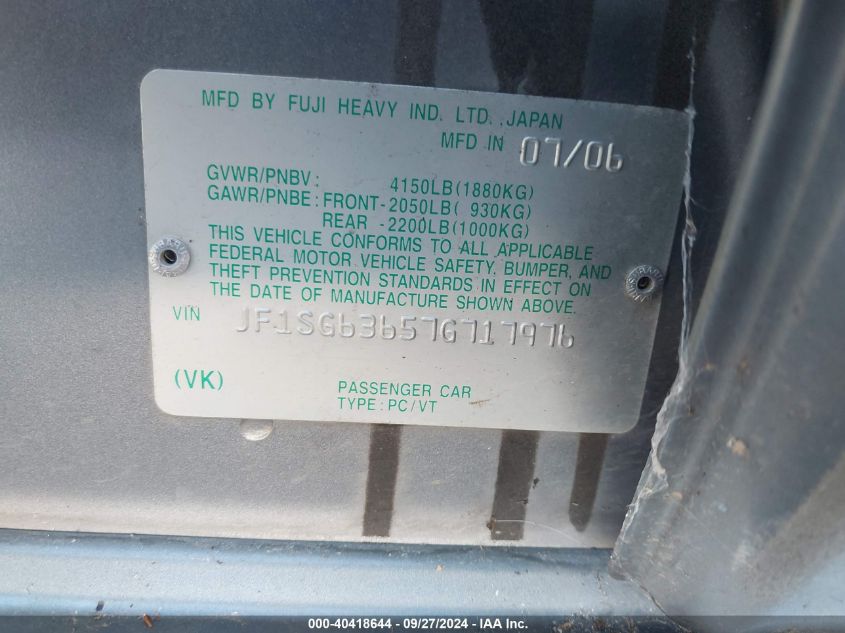 MFD BY FUJI HEAVY IND. LTD. JAPAN
MFD IN 07/06
GVWR/PNBV: 4150LB(1880KG)
GAWR/PNBE: FRONT-2050LB( 930KG)
REAR -2200LB(1000KG)
THIS VEHICLE CONFORMS TO ALL APPLICABLE
FEDERAL MOTOR VEHICLE SAFETY, BUMPER, AND
THEFT PREVENTION STANDARDS IN EFFECT ON
THE DATE OF MANUFACTURE SHOWN ABOVE.
VIN JF1SG63657G717976
(VK)
PASSENGER CAR
TYPE: PC/VT
000-40418644 - 09/27/2024 - IAA Inc.